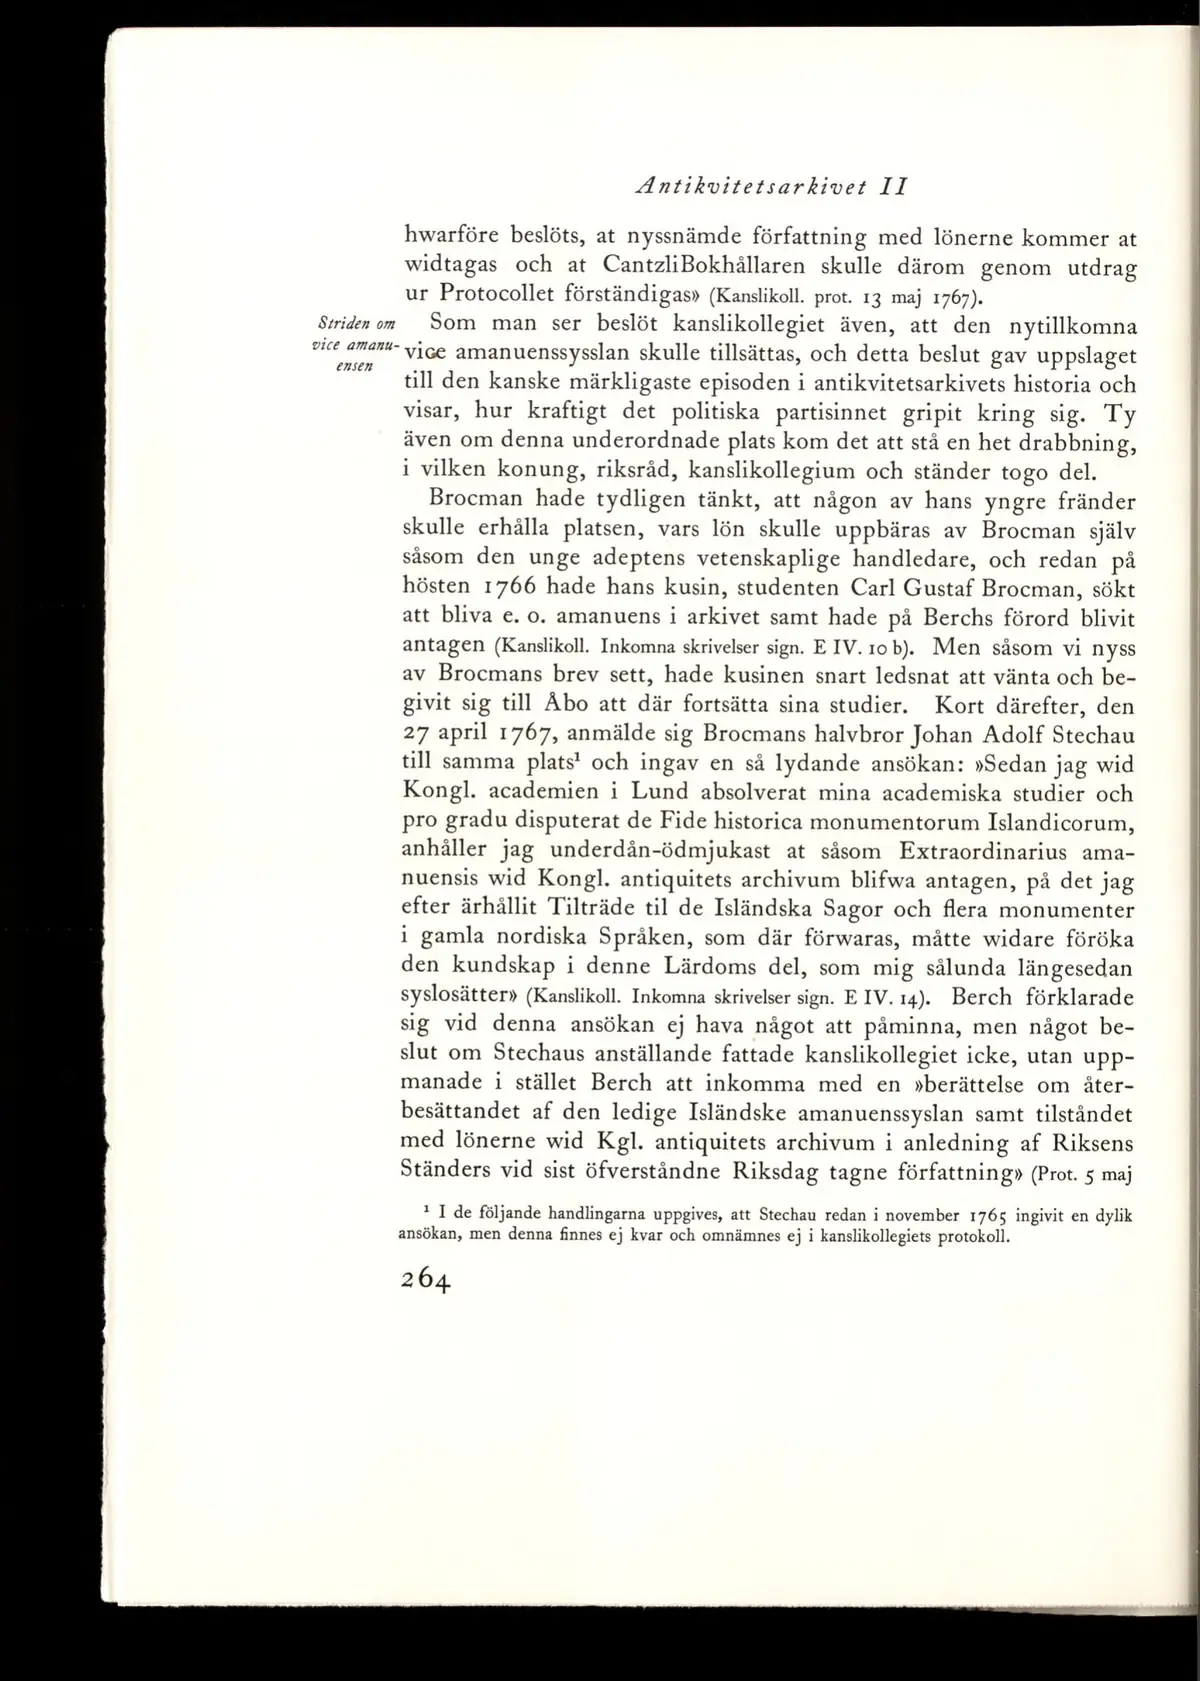 Antikvitetsarkivet II
hwarföre beslöts, at nyssnämde författning med lönerne kommer at
widtagas och at CantzliBokhållaren skulle därom genom utdrag
ur Protocollet förständigas» (Kanslikoll. prot. 13 maj 1767).
Striden om
vice amanu-
ensen
Som man ser beslöt kanslikollegiet även, att den nytillkomna
vice amanuenssysslan skulle tillsättas, och detta beslut gav uppslaget
till den kanske märkligaste episoden i antikvitetsarkivets historia och
visar, hur kraftigt det politiska partisinnet gripit kring sig. Ty
även om denna underordnade plats kom det att stå en het drabbning,
i vilken konung, riksråd, kanslikollegium och ständer togo del.
Brocman hade tydligen tänkt, att någon av hans yngre fränder
skulle erhålla platsen, vars lön skulle uppbäras av Brocman själv
såsom den unge adeptens vetenskaplige handledare, och redan på
hösten 1766 hade hans kusin, studenten Carl Gustaf Brocman, sökt
att bliva e. o. amanuens i arkivet samt hade på Berchs förord blivit
antagen (Kanslikoll. Inkomna skrivelser sign. E IV. 10 b). Men såsom vi nyss
av Brocmans brev sett, hade kusinen snart ledsnat att vänta och be-
givit sig till Åbo att där fortsätta sina studier. Kort därefter, den
27 april 1767, anmälde sig Brocmans halvbror Johan Adolf Stechau
till samma plats¹ och ingav en så lydande ansökan: »Sedan jag wid
Kongl. academien i Lund absolverat mina academiska studier och
pro gradu disputerat de Fide historica monumentorum Islandicorum,
anhåller jag underdån-ödmjukast at såsom Extraordinarius ama-
nuensis wid Kongl. antiquitets archivum blifwa antagen, på det jag
efter ärhållit Tilträde til de Isländska Sagor och flera monumenter
i gamla nordiska Språken, som där förwaras, måtte widare föröka
den kundskap i denne Lärdoms del, som mig sålunda längesedan
syslosätter» (Kanslikoll. Inkomna skrivelser sign. E IV. 14). Berch förklarade
sig vid denna ansökan ej hava något att påminna, men något be-
slut om Stechaus anställande fattade kanslikollegiet icke, utan upp-
manade i stället Berch att inkomma med en »berättelse om åter-
besättandet af den ledige Isländske amanuenssyslan samt tilståndet
med lönerne wid Kgl. antiquitets archivum i anledning af Riksens
Ständers vid sist öfverståndne Riksdag tagne författning» (Prot. 5 maj
¹ I de följande handlingarna uppgives, att Stechau redan i november 1765 ingivit en dylik
ansökan, men denna finnes ej kvar och omnämnes ej i kanslikollegiets protokoll.
264